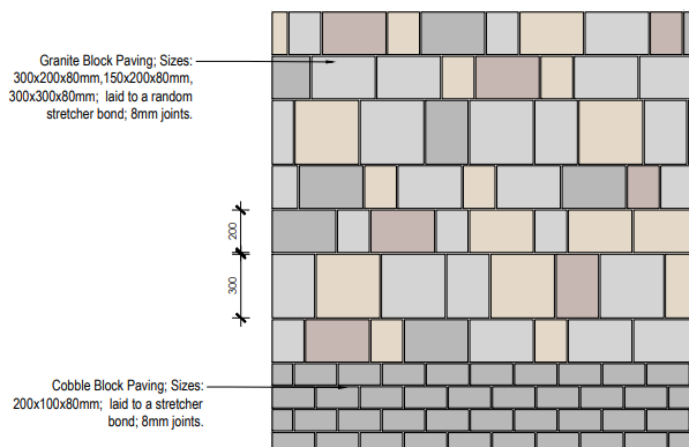 Granite Block Paving; Sizes:
300x200x80mm,150x200x80mm,
300x300x80mm; laid to a random
stretcher bond; 8mm joints.
200
300
Cobble Block Paving; Sizes:
200x100x80mm; laid to a stretcher
bond; 8mm joints.